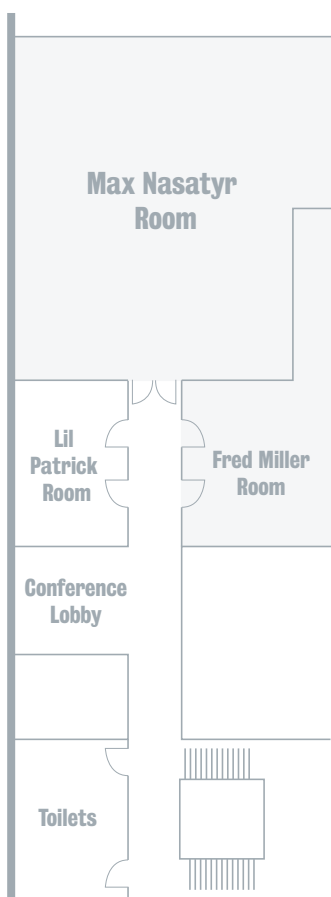 Max Nasatyr
Room
Lil
Patrick
Room
Fred Miller
Room
Conference
Lobby
Toilets